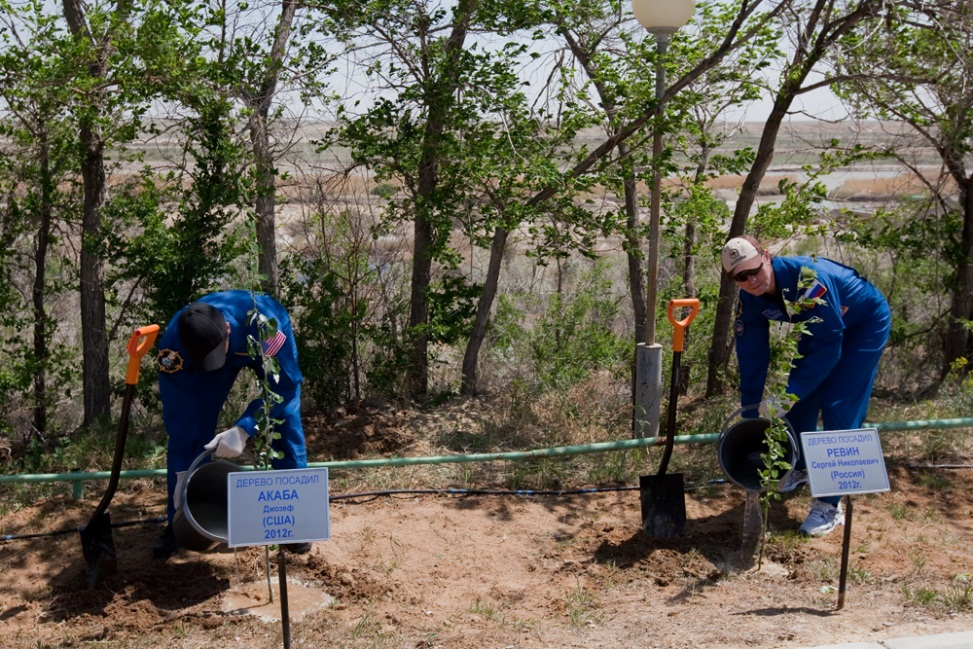 ДЕРЕВО ПОСАДИЛ
АКАБА
Джозеф
(США)
2012г.
ДЕРЕВО ПОСАДИЛ
РЕВИН
Сергей Николаевич
(Россия)
2012г.